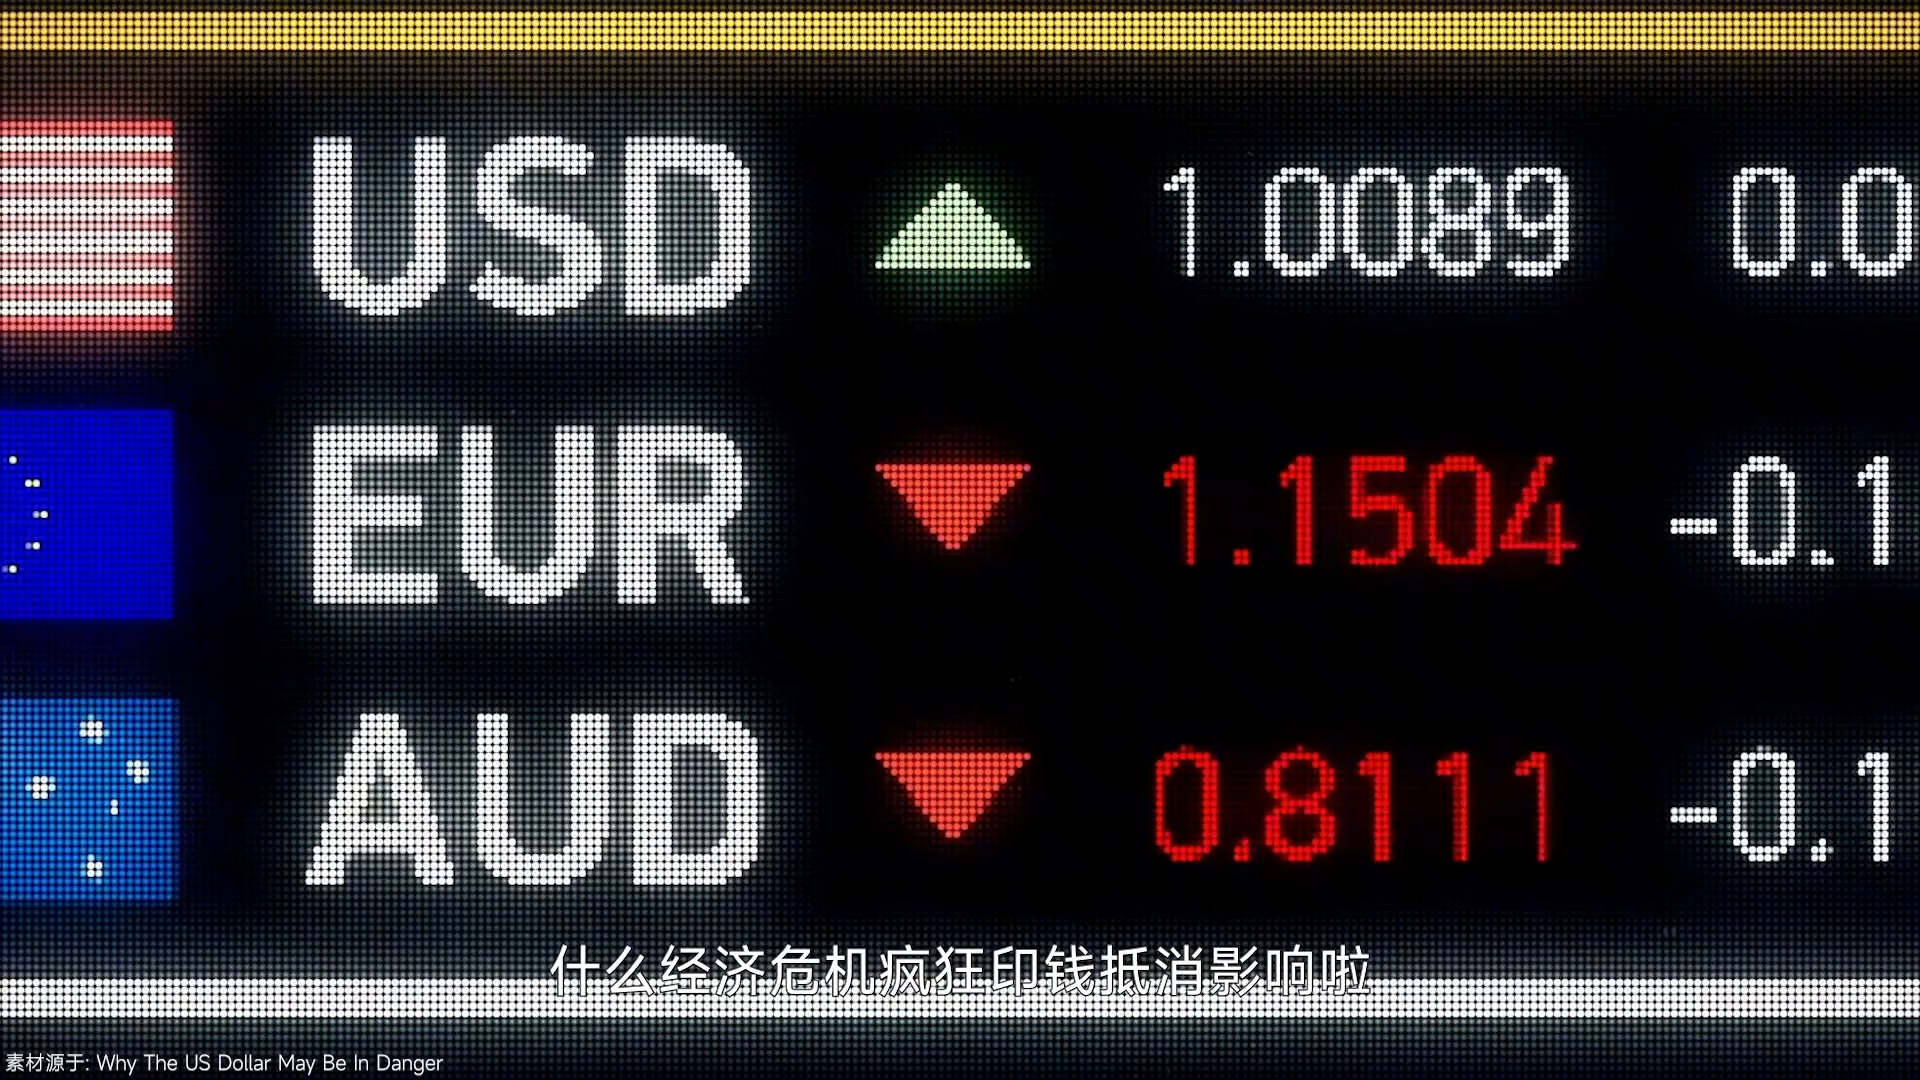 USD 1.0089 0.0
EUR 1.1504 -0.1
AUD 0.8111 -0.1
什么经济危机疯狂印钱抵消影响啦
素材源于: Why The US Dollar May Be In Danger